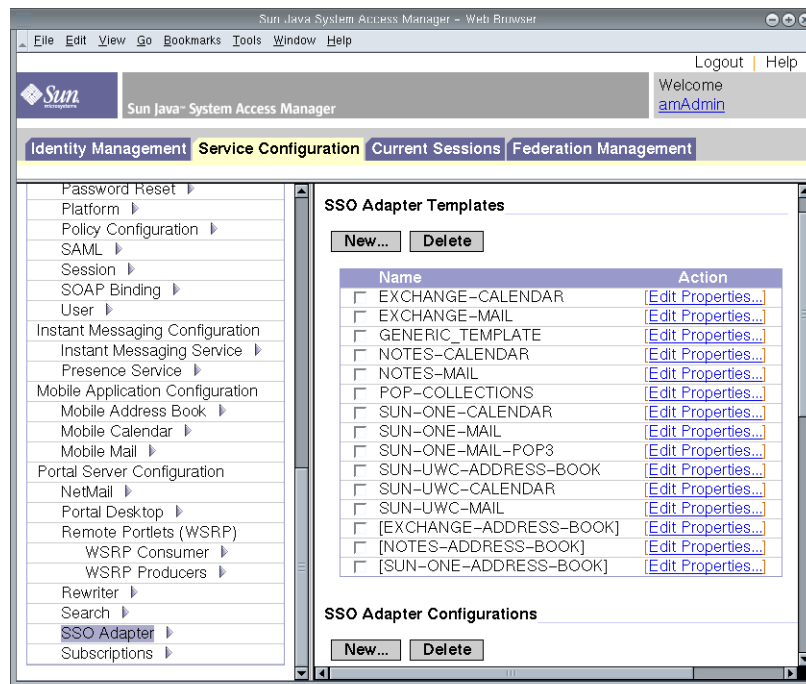 Sun Java System Access Manager - Web Browser
File Edit View Go Bookmarks Tools Window Help
Logout | Help
Sun
microsystems
Sun Java™ System Access Manager
Welcome
amAdmin
Identity Management Service Configuration Current Sessions Federation Management
Password Reset
Platform
Policy Configuration
SAML
Session
SOAP Binding
User
Instant Messaging Configuration
Instant Messaging Service
Presence Service
Mobile Application Configuration
Mobile Address Book
Mobile Calendar
Mobile Mail
Portal Server Configuration
NetMail
Portal Desktop
Remote Portlets (WSRP)
WSRP Consumer
WSRP Producers
Rewriter
Search
SSO Adapter
Subscriptions
SSO Adapter Templates
New... Delete
Name Action
EXCHANGE-CALENDAR [Edit Properties...]
EXCHANGE-MAIL [Edit Properties...]
GENERIC_TEMPLATE [Edit Properties...]
NOTES-CALENDAR [Edit Properties...]
NOTES-MAIL [Edit Properties...]
POP-COLLECTIONS [Edit Properties...]
SUN-ONE-CALENDAR [Edit Properties...]
SUN-ONE-MAIL [Edit Properties...]
SUN-ONE-MAIL-POP3 [Edit Properties...]
SUN-UWC-ADDRESS-BOOK [Edit Properties...]
SUN-UWC-CALENDAR [Edit Properties...]
SUN-UWC-MAIL [Edit Properties...]
[EXCHANGE-ADDRESS-BOOK] [Edit Properties...]
[NOTES-ADDRESS-BOOK] [Edit Properties...]
[SUN-ONE-ADDRESS-BOOK] [Edit Properties...]
SSO Adapter Configurations
New... Delete